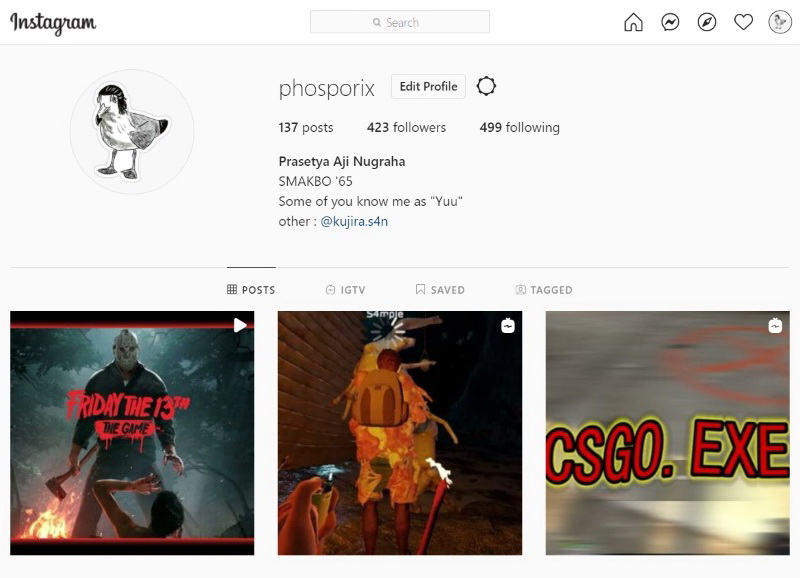 Instagram
Search
phosporix Edit Profile
137 posts 423 followers 499 following
Prasetya Aji Nugraha
SMAKBO '65
Some of you know me as "Yuu"
other : @kujira.s4n
POSTS IGTV SAVED TAGGED
FRIDAY THE 13TH
THE GAME
S4mple
CSGO. EXE